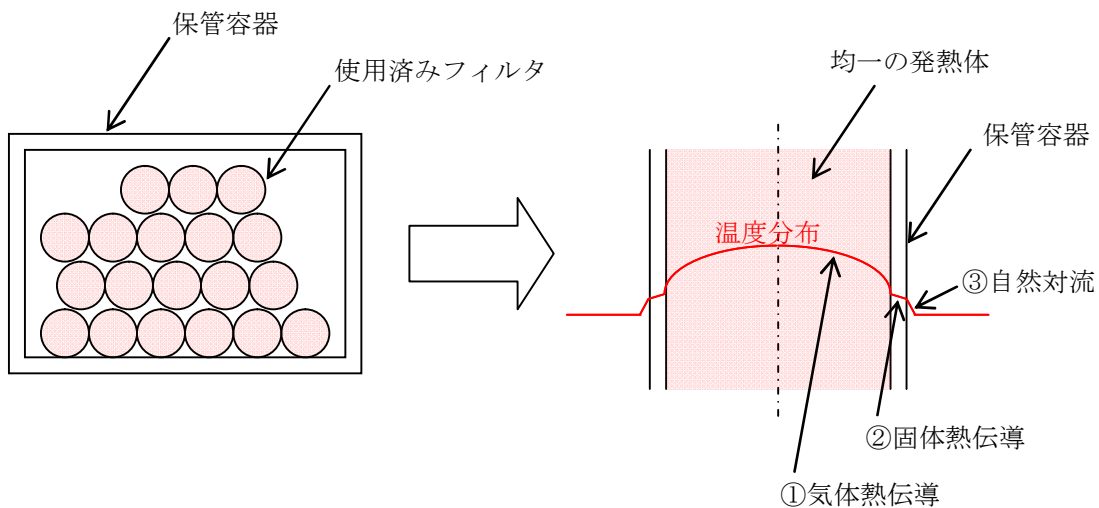 保管容器
使用済みフィルタ
均一の発熱体
保管容器
温度分布
③自然対流
②固体熱伝導
①気体熱伝導